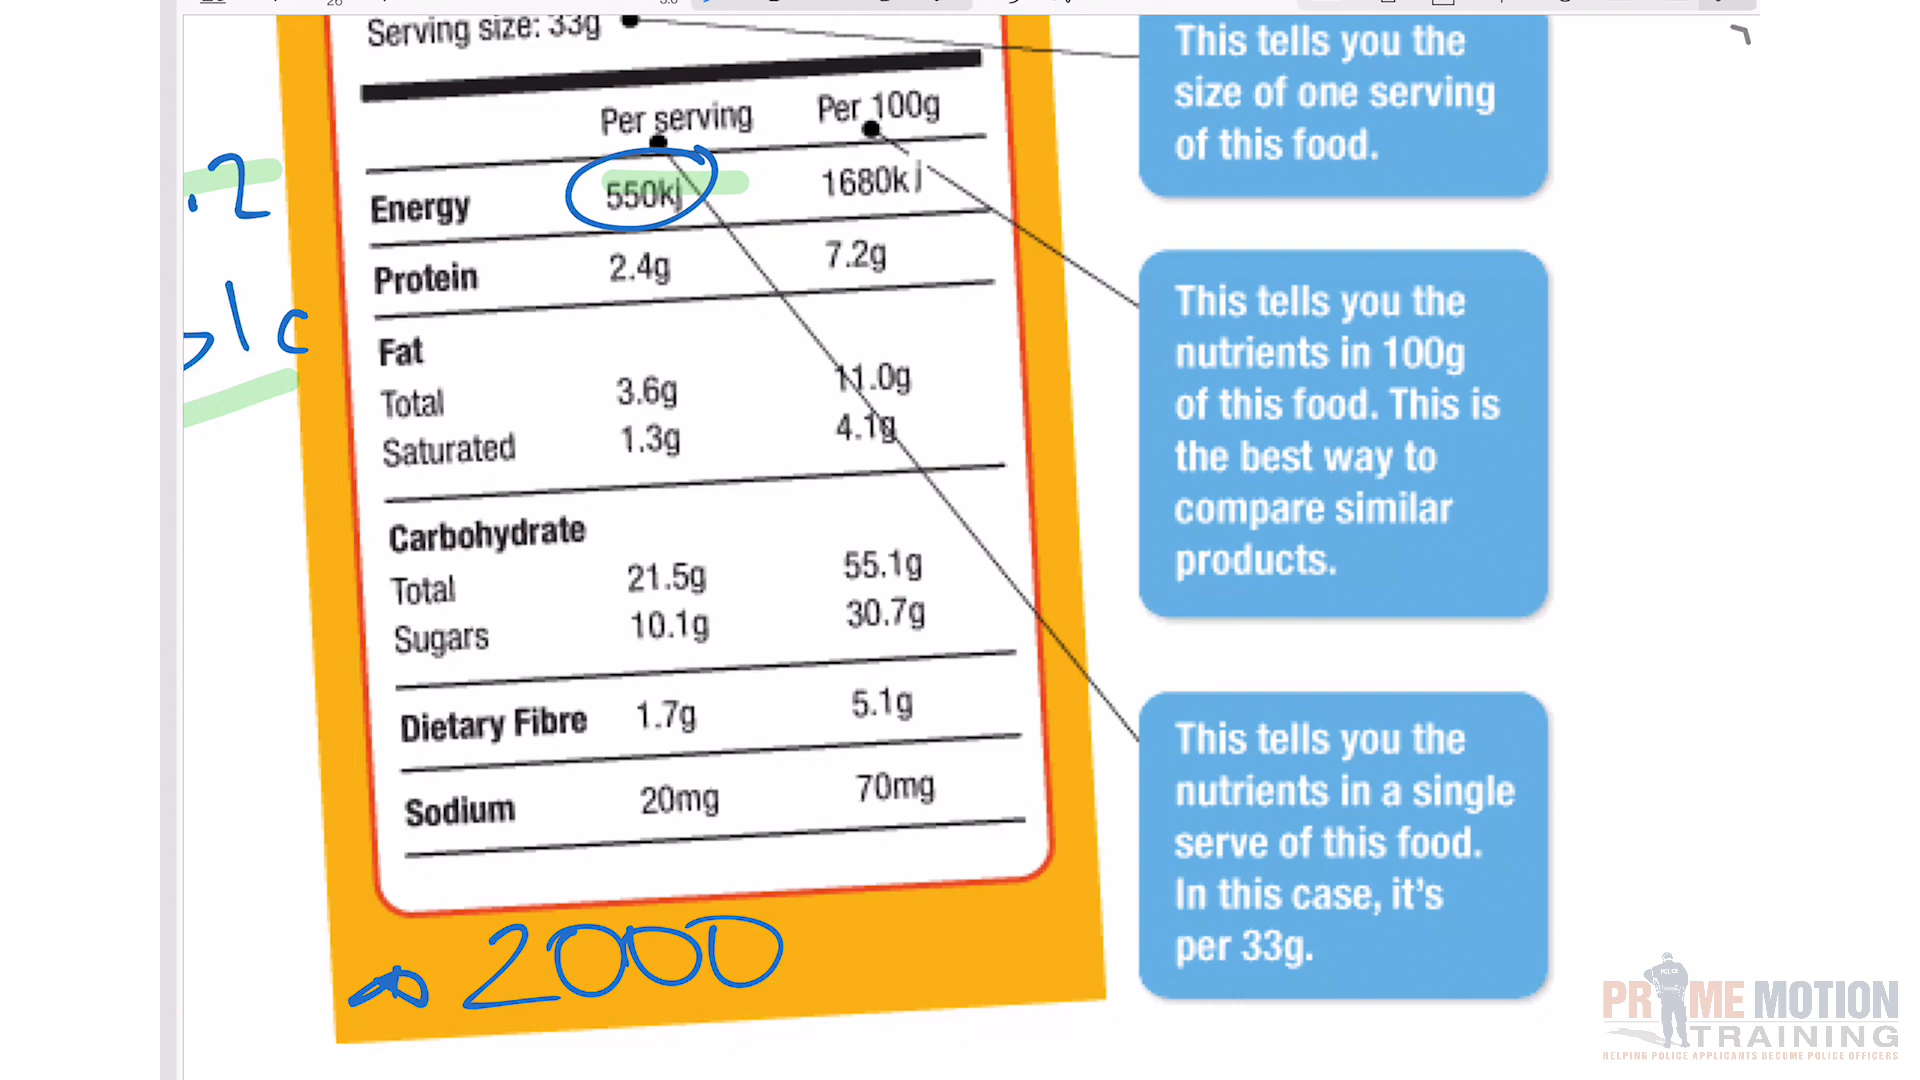 Serving size: 33g
Per serving Per 100g
Energy 550kj 1680kj
Protein 2.4g 7.2g
Fat
Total 3.6g 11.0g
Saturated 1.3g 4.1g
Carbohydrate
Total 21.5g 55.1g
Sugars 10.1g 30.7g
Dietary Fibre 1.7g 5.1g
Sodium 20mg 70mg
2000
.2
This tells you the
size of one serving
of this food.
This tells you the
nutrients in 100g
of this food. This is
the best way to
compare similar
products.
This tells you the
nutrients in a single
serve of this food.
In this case, it's
per 33g.
PRIME MOTION
TRAINING
HELPING POLICE APPLICANTS BECOME POLICE OFFICERS